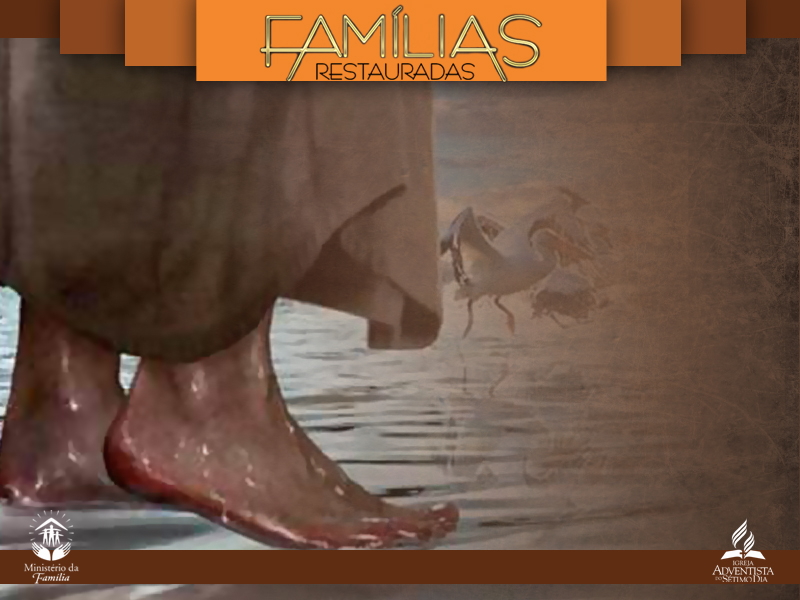 FAMÍLIAS
RESTAURADAS
Ministério da
Família
IGREJA
ADVENTISTA
DO SÉTIMO DIA